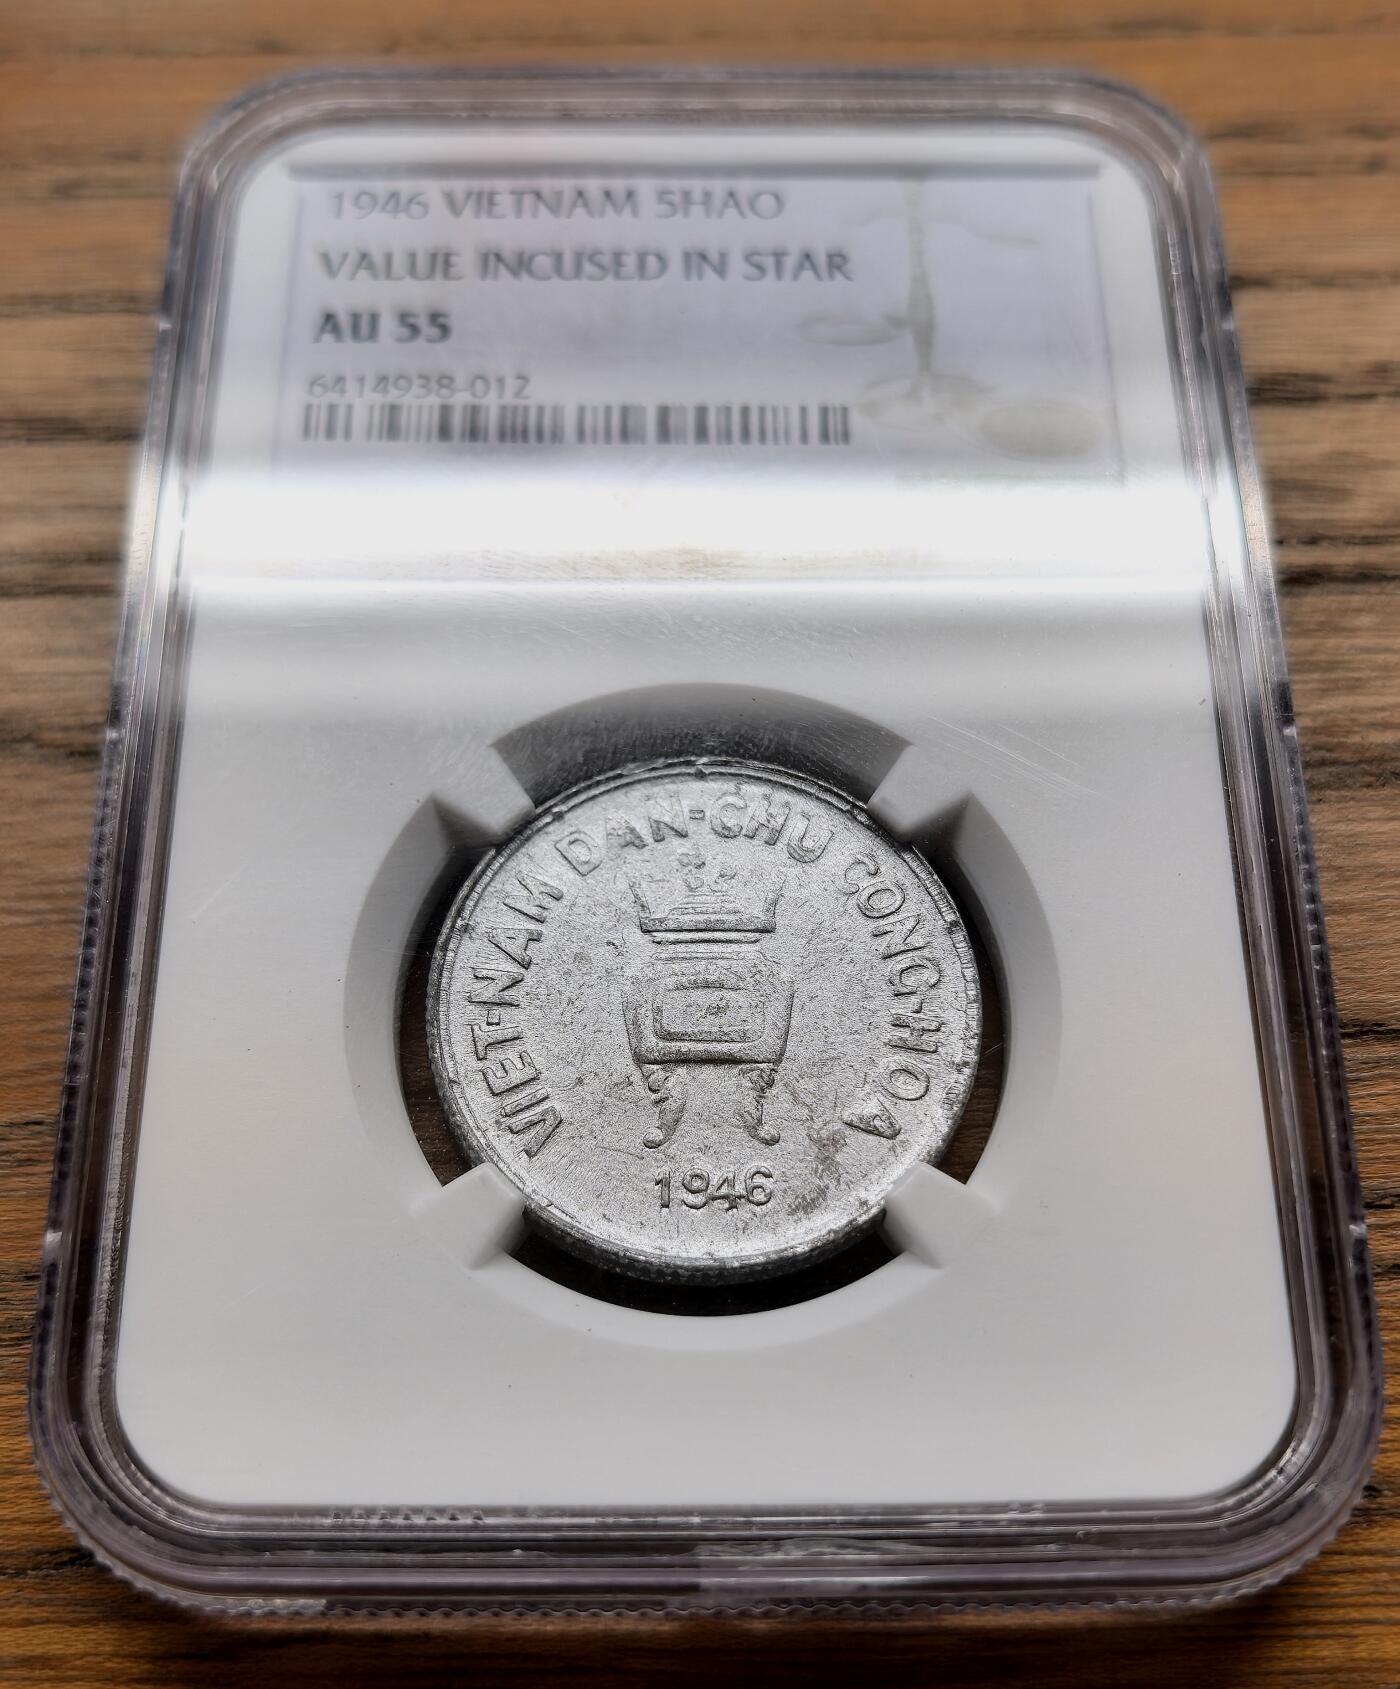 1946 VIETNAM 5HAO
VALUE INCUSED IN STAR
AU 55
6414938-012
VIET-NAM DAN-CHU CONG-HOA
1946